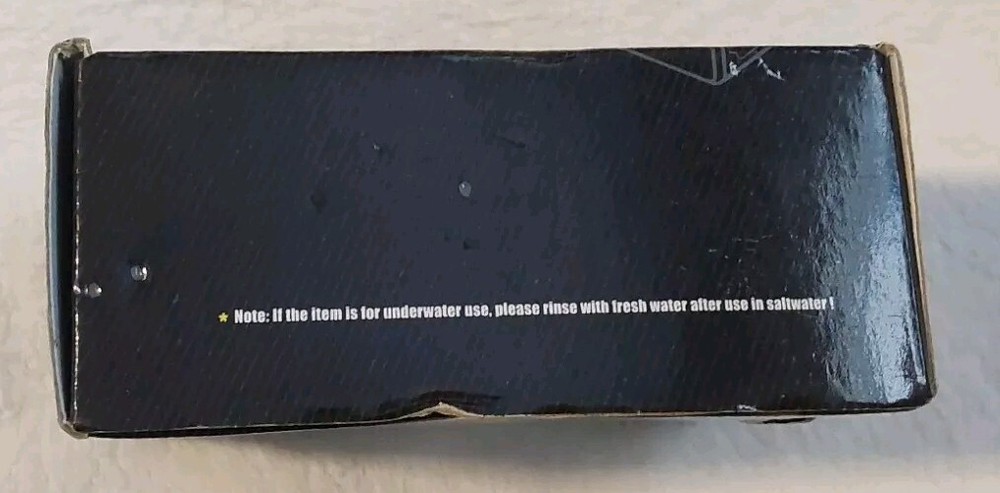 * Note: If the item is for underwater use, please rinse with fresh water after use in saltwater !